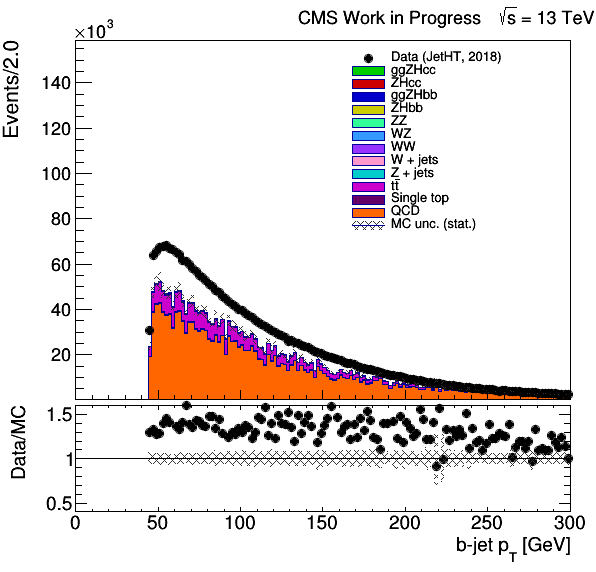 CMS Work in Progress √s = 13 TeV
×10³
Events/2.0
140
120
100
80
60
40
20
Data (JetHT, 2018)
ggZHcc
ZHcc
ggZHbb
ZHbb
ZZ
WZ
WW
W + jets
Z + jets
tt̄
Single top
QCD
MC unc. (stat.)
Data/MC
1.5
1
0.5
0 50 100 150 200 250 300
b-jet p_T [GeV]